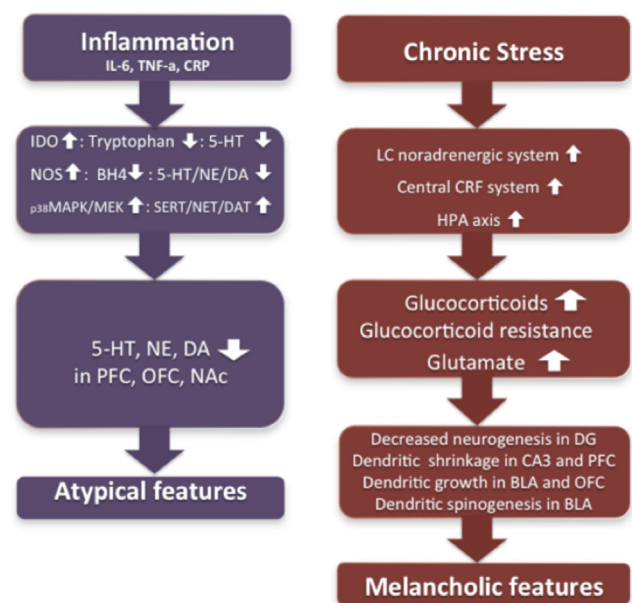 Inflammation
IL-6, TNF-a, CRP
IDO ⬆: Tryptophan ⬇: 5-HT ⬇
NOS⬆: BH4⬇: 5-HT/NE/DA ⬇
p38MAPK/MEK ⬆: SERT/NET/DAT ⬆
5-HT, NE, DA ⬇
in PFC, OFC, NAc
Atypical features
Chronic Stress
LC noradrenergic system ⬆
Central CRF system ⬆
HPA axis ⬆
Glucocorticoids ⬆
Glucocorticoid resistance
Glutamate ⬆
Decreased neurogenesis in DG
Dendritic shrinkage in CA3 and PFC
Dendritic growth in BLA and OFC
Dendritic spinogenesis in BLA
Melancholic features